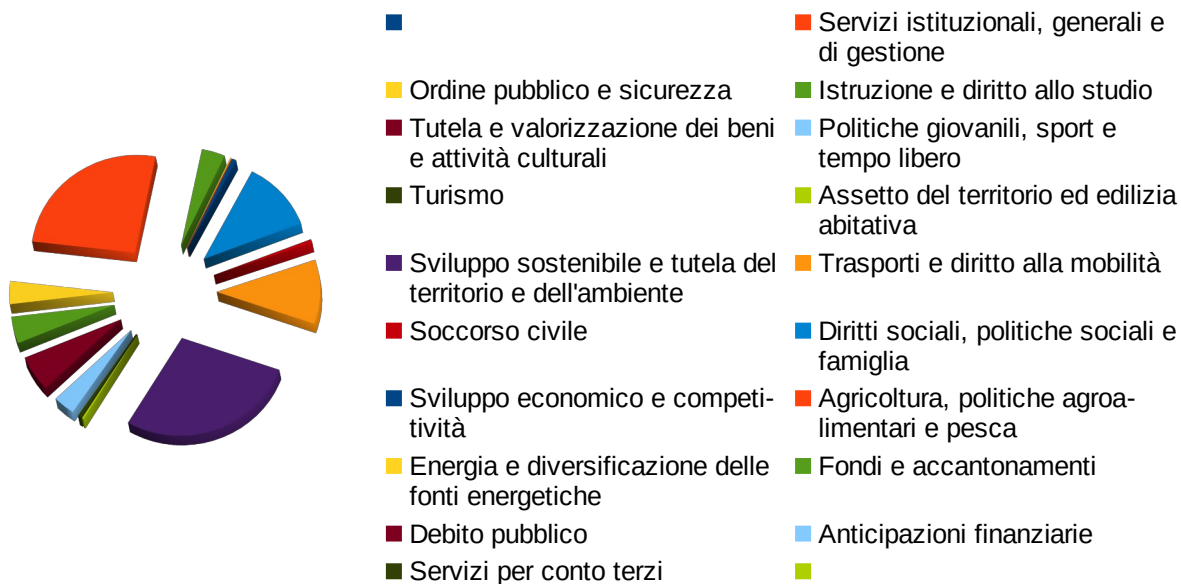 Servizi istituzionali, generali e
di gestione
Ordine pubblico e sicurezza
Istruzione e diritto allo studio
Tutela e valorizzazione dei beni
e attività culturali
Politiche giovanili, sport e
tempo libero
Turismo
Assetto del territorio ed edilizia
abitativa
Sviluppo sostenibile e tutela del
territorio e dell'ambiente
Trasporti e diritto alla mobilità
Soccorso civile
Diritti sociali, politiche sociali e
famiglia
Sviluppo economico e competi-
tività
Agricoltura, politiche agroa-
limentari e pesca
Energia e diversificazione delle
fonti energetiche
Fondi e accantonamenti
Debito pubblico
Anticipazioni finanziarie
Servizi per conto terzi